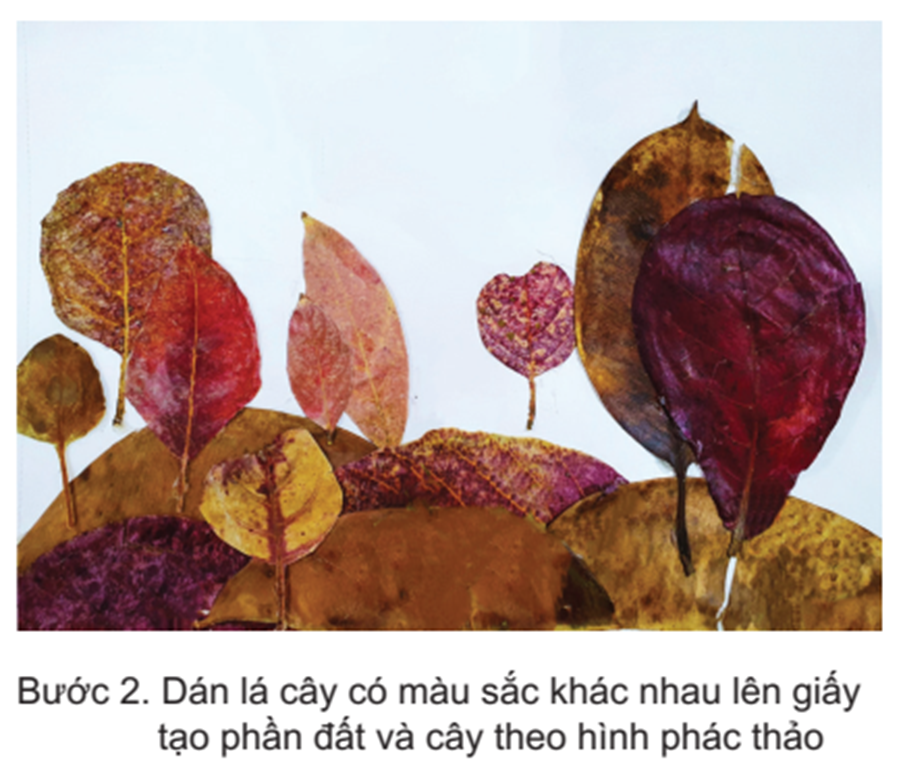 Bước 2. Dán lá cây có màu sắc khác nhau lên giấy
tạo phần đất và cây theo hình phác thảo